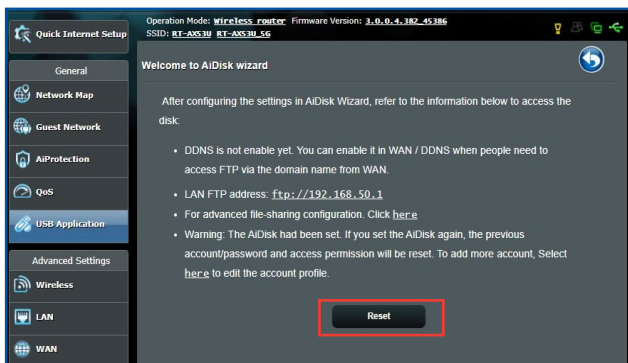 Quick Internet Setup
General
Network Map
Guest Network
AiProtection
QoS
USB Application
Advanced Settings
Wireless
LAN
WAN
Operation Mode: Wireless router Firmware Version: 3.0.0.4.382_45386
SSID: RT-AX53U RT-AX53U_5G
Welcome to AiDisk wizard
After configuring the settings in AiDisk Wizard, refer to the information below to access the
disk:
• DDNS is not enable yet. You can enable it in WAN / DDNS when people need to
access FTP via the domain name from WAN.
• LAN FTP address: ftp://192.168.50.1
• For advanced file-sharing configuration. Click here
• Warning: The AiDisk had been set. If you set the AiDisk again, the previous
account/password and access permission will be reset. To add more account, Select
here to edit the account profile.
Reset